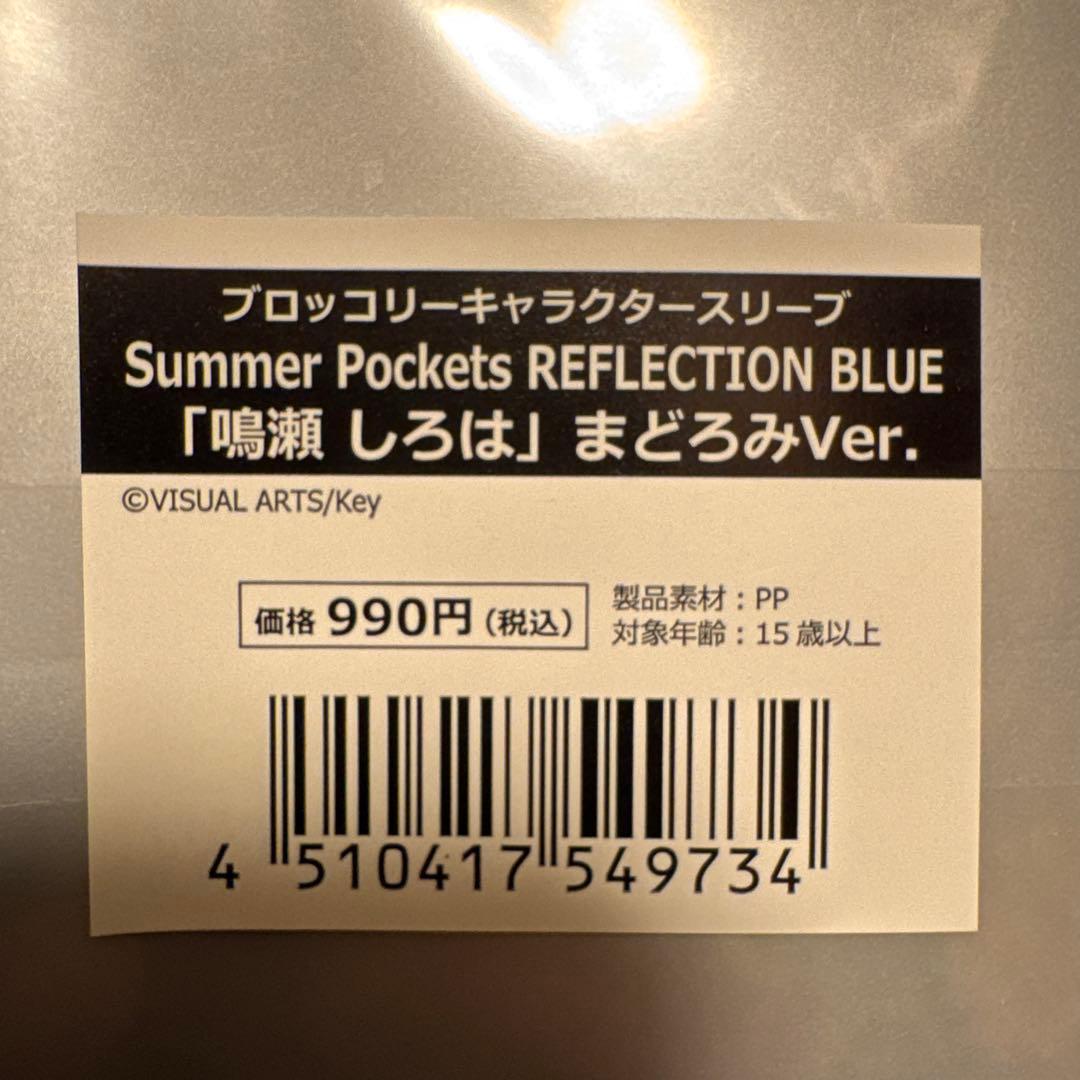 ブロッコリーキャラクタースリーブ
Summer Pockets REFLECTION BLUE
「鳴瀬 しろは」まどろみVer.
©VISUAL ARTS/Key
価格 990円（税込）
製品素材：PP
対象年齢：15歳以上
4 510417 549734